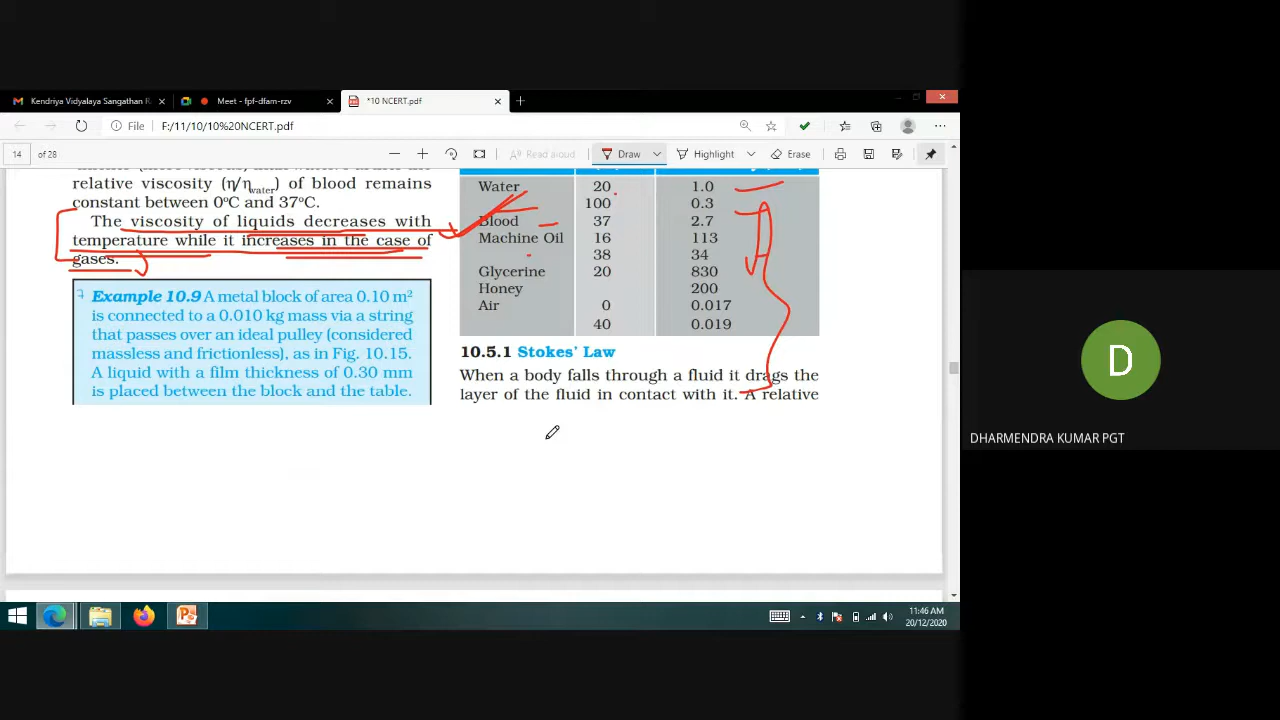 Kendriya Vidyalaya Sangathan R
Meet - fpf-dfam-rzv
*10 NCERT.pdf
File
F:/11/10/10%20NCERT.pdf
14 of 28
Read aloud
Draw
Highlight
Erase
relative viscosity (η/ηwater) of blood remains
constant between 0°C and 37°C.
The viscosity of liquids decreases with
temperature while it increases in the case of
gases.
Example 10.9 A metal block of area 0.10 m²
is connected to a 0.010 kg mass via a string
that passes over an ideal pulley (considered
massless and frictionless), as in Fig. 10.15.
A liquid with a film thickness of 0.30 mm
is placed between the block and the table.
Water 20 1.0
100 0.3
Blood 37 2.7
Machine Oil 16 113
38 34
Glycerine 20 830
Honey 200
Air 0 0.017
40 0.019
10.5.1 Stokes' Law
When a body falls through a fluid it drags the
layer of the fluid in contact with it. A relative
D
DHARMENDRA KUMAR PGT
11:46 AM
20/12/2020